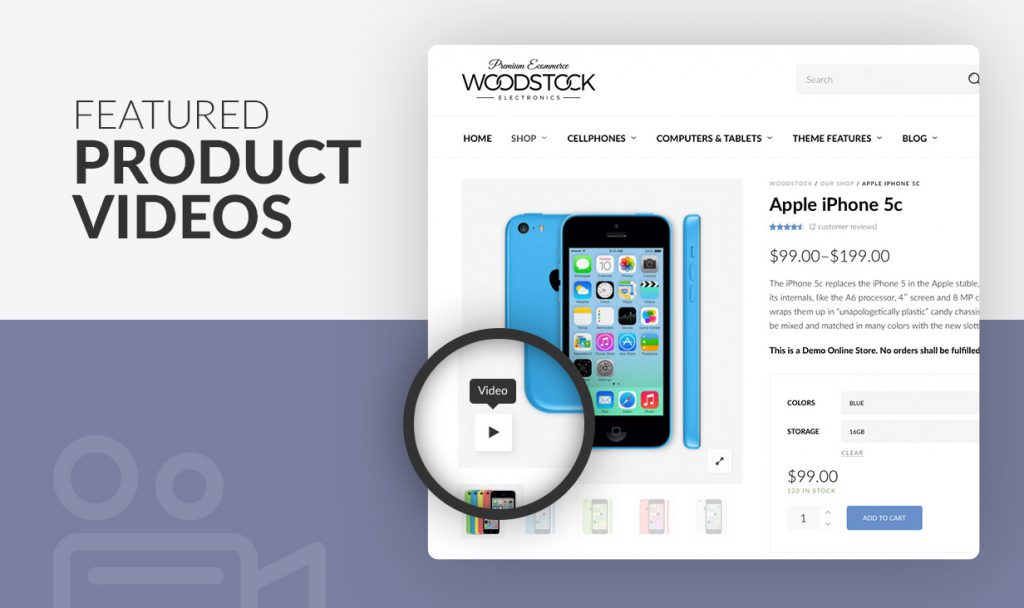 FEATURED
PRODUCT
VIDEOS
Premium Ecommerce
WOODSTOCK
ELECTRONICS
Search
HOME
SHOP
CELLPHONES
COMPUTERS & TABLETS
THEME FEATURES
BLOG
WOODSTOCK / OUR SHOP / APPLE IPHONE 5C
Apple iPhone 5c
(2 customer reviews)
$99.00–$199.00
The iPhone 5c replaces the iPhone 5 in the Apple stable,
its internals, like the A6 processor, 4″ screen and 8 MP
wraps them up in “unapologetically plastic” candy
be mixed and matched in many colors with the new
This is a Demo Online Store. No orders shall be fulfilled
Video
COLORS
BLUE
STORAGE
16GB
CLEAR
$99.00
120 IN STOCK
1
ADD TO CART